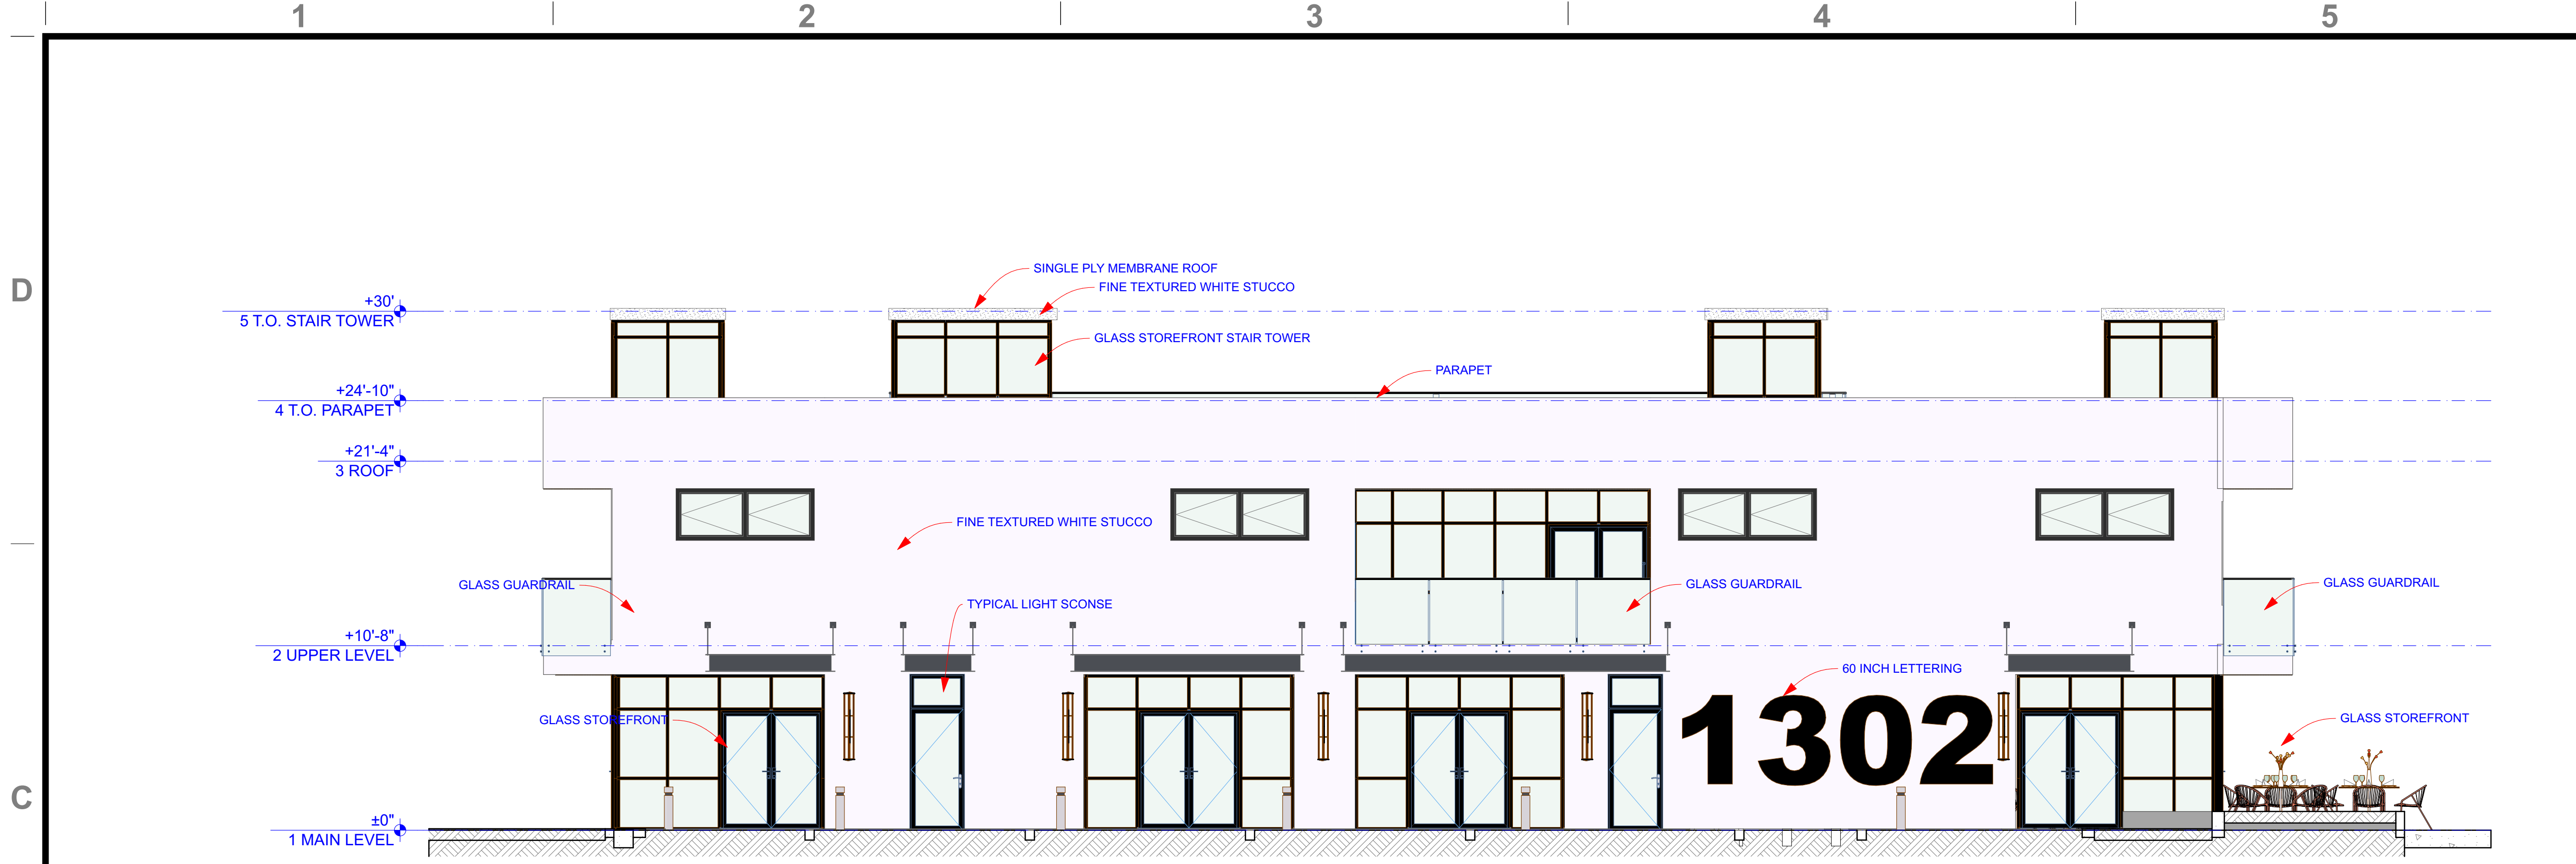 1 2 3 4 5
D
SINGLE PLY MEMBRANE ROOF
FINE TEXTURED WHITE STUCCO
+30'
5 T.O. STAIR TOWER
GLASS STOREFRONT STAIR TOWER
PARAPET
+24'-10"
4 T.O. PARAPET
+21'-4"
3 ROOF
FINE TEXTURED WHITE STUCCO
GLASS GUARDRAIL
GLASS GUARDRAIL
GLASS GUARDRAIL
TYPICAL LIGHT SCONSE
+10'-8"
2 UPPER LEVEL
60 INCH LETTERING
1302
GLASS STOREFRONT
GLASS STOREFRONT
C
±0"
1 MAIN LEVEL